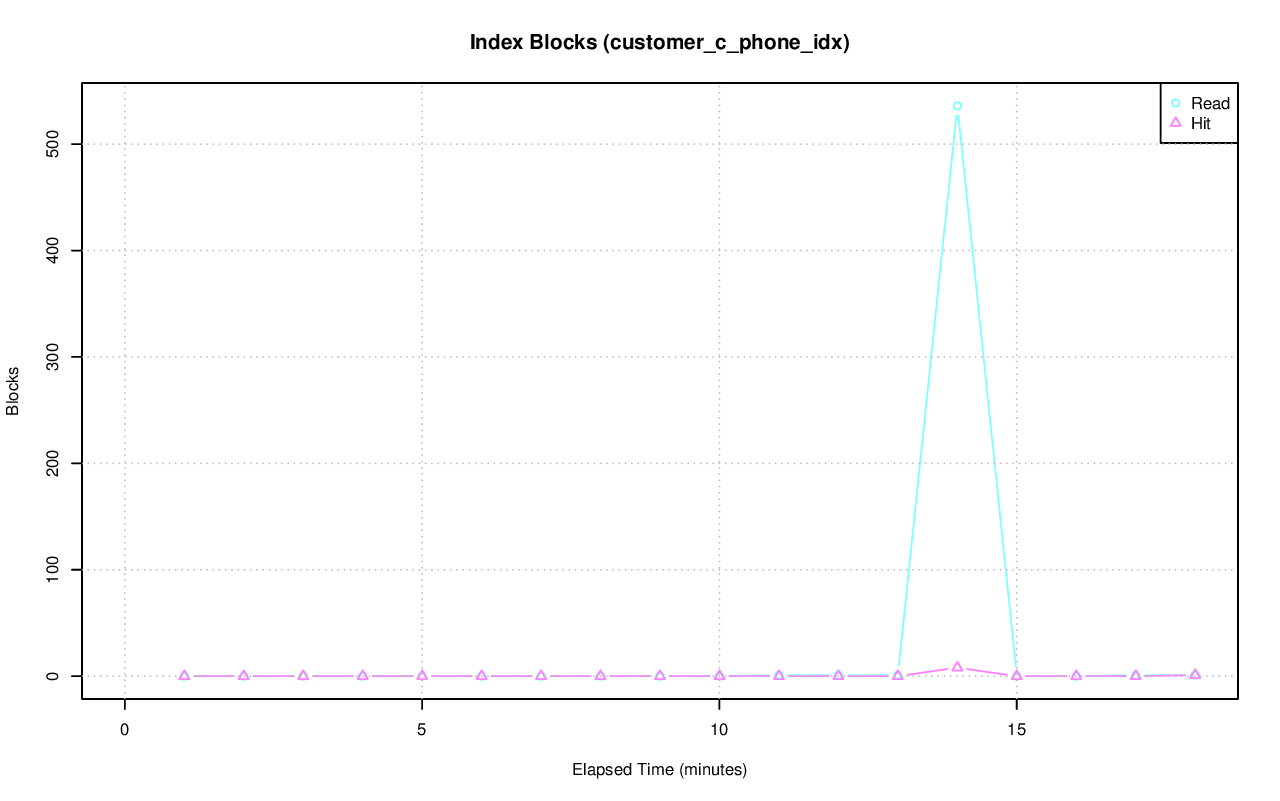 Index Blocks (customer_c_phone_idx)
Read
Hit
Blocks
500
400
300
200
100
0
0 5 10 15
Elapsed Time (minutes)